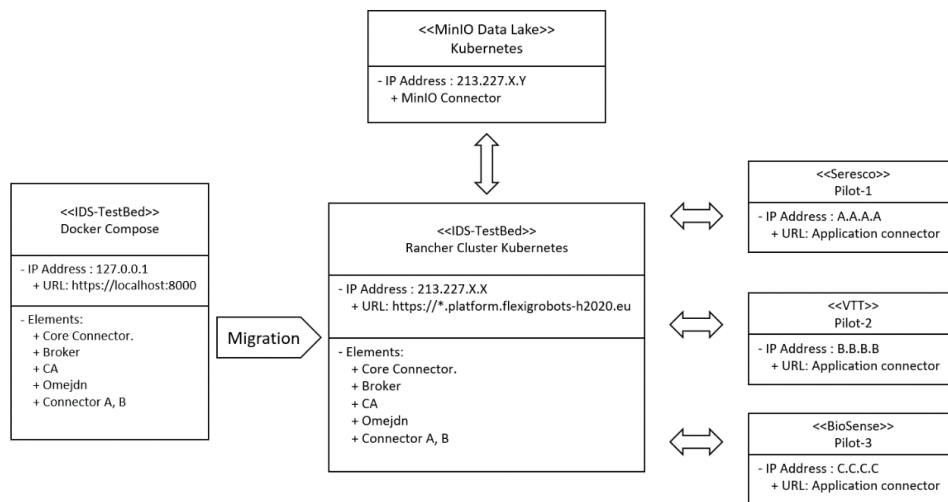 <<MinIO Data Lake>>
Kubernetes
- IP Address : 213.227.X.Y
+ MinIO Connector
<<IDS-TestBed>>
Docker Compose
- IP Address : 127.0.0.1
+ URL: https://localhost:8000
- Elements:
+ Core Connector.
+ Broker
+ CA
+ Omejdn
+ Connector A, B
Migration
<<IDS-TestBed>>
Rancher Cluster Kubernetes
- IP Address : 213.227.X.X
+ URL: https://*.platform.flexigrobots-h2020.eu
- Elements:
+ Core Connector.
+ Broker
+ CA
+ Omejdn
+ Connector A, B
<<Seresco>>
Pilot-1
- IP Address : A.A.A.A
+ URL: Application connector
<<VTT>>
Pilot-2
- IP Address : B.B.B.B
+ URL: Application connector
<<BioSense>>
Pilot-3
- IP Address : C.C.C.C
+ URL: Application connector